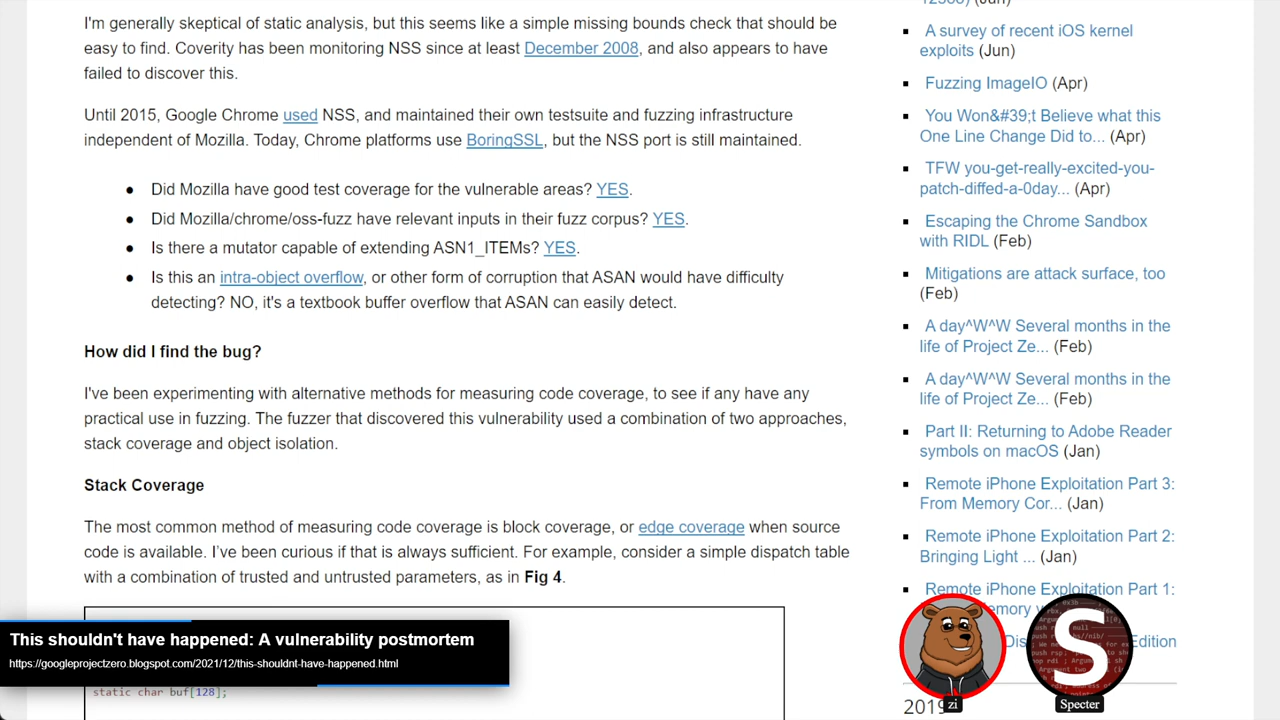 I'm generally skeptical of static analysis, but this seems like a simple missing bounds check that should be
easy to find. Coverity has been monitoring NSS since at least December 2008, and also appears to have
failed to discover this.
Until 2015, Google Chrome used NSS, and maintained their own testsuite and fuzzing infrastructure
independent of Mozilla. Today, Chrome platforms use BoringSSL, but the NSS port is still maintained.
● Did Mozilla have good test coverage for the vulnerable areas? YES.
● Did Mozilla/chrome/oss-fuzz have relevant inputs in their fuzz corpus? YES.
● Is there a mutator capable of extending ASN1_ITEMs? YES.
● Is this an intra-object overflow, or other form of corruption that ASAN would have difficulty
detecting? NO, it's a textbook buffer overflow that ASAN can easily detect.
How did I find the bug?
I've been experimenting with alternative methods for measuring code coverage, to see if any have any
practical use in fuzzing. The fuzzer that discovered this vulnerability used a combination of two approaches,
stack coverage and object isolation.
Stack Coverage
The most common method of measuring code coverage is block coverage, or edge coverage when source
code is available. I've been curious if that is always sufficient. For example, consider a simple dispatch table
with a combination of trusted and untrusted parameters, as in Fig 4.
This shouldn't have happened: A vulnerability postmortem
https://googleprojectzero.blogspot.com/2021/12/this-shouldnt-have-happened.html
static char buf[128];
(Jun)
A survey of recent iOS kernel
exploits (Jun)
Fuzzing ImageIO (Apr)
You Won&#39;t Believe what this
One Line Change Did to... (Apr)
TFW you-get-really-excited-you-
patch-diffed-a-0day... (Apr)
Escaping the Chrome Sandbox
with RIDL (Feb)
Mitigations are attack surface, too
(Feb)
A day^W^W Several months in the
life of Project Ze... (Feb)
A day^W^W Several months in the
life of Project Ze... (Feb)
Part II: Returning to Adobe Reader
symbols on macOS (Jan)
Remote iPhone Exploitation Part 3:
From Memory Cor... (Jan)
Remote iPhone Exploitation Part 2:
Bringing Light ... (Jan)
Remote iPhone Exploitation Part 1:
Edition
S
zi
Specter
2019